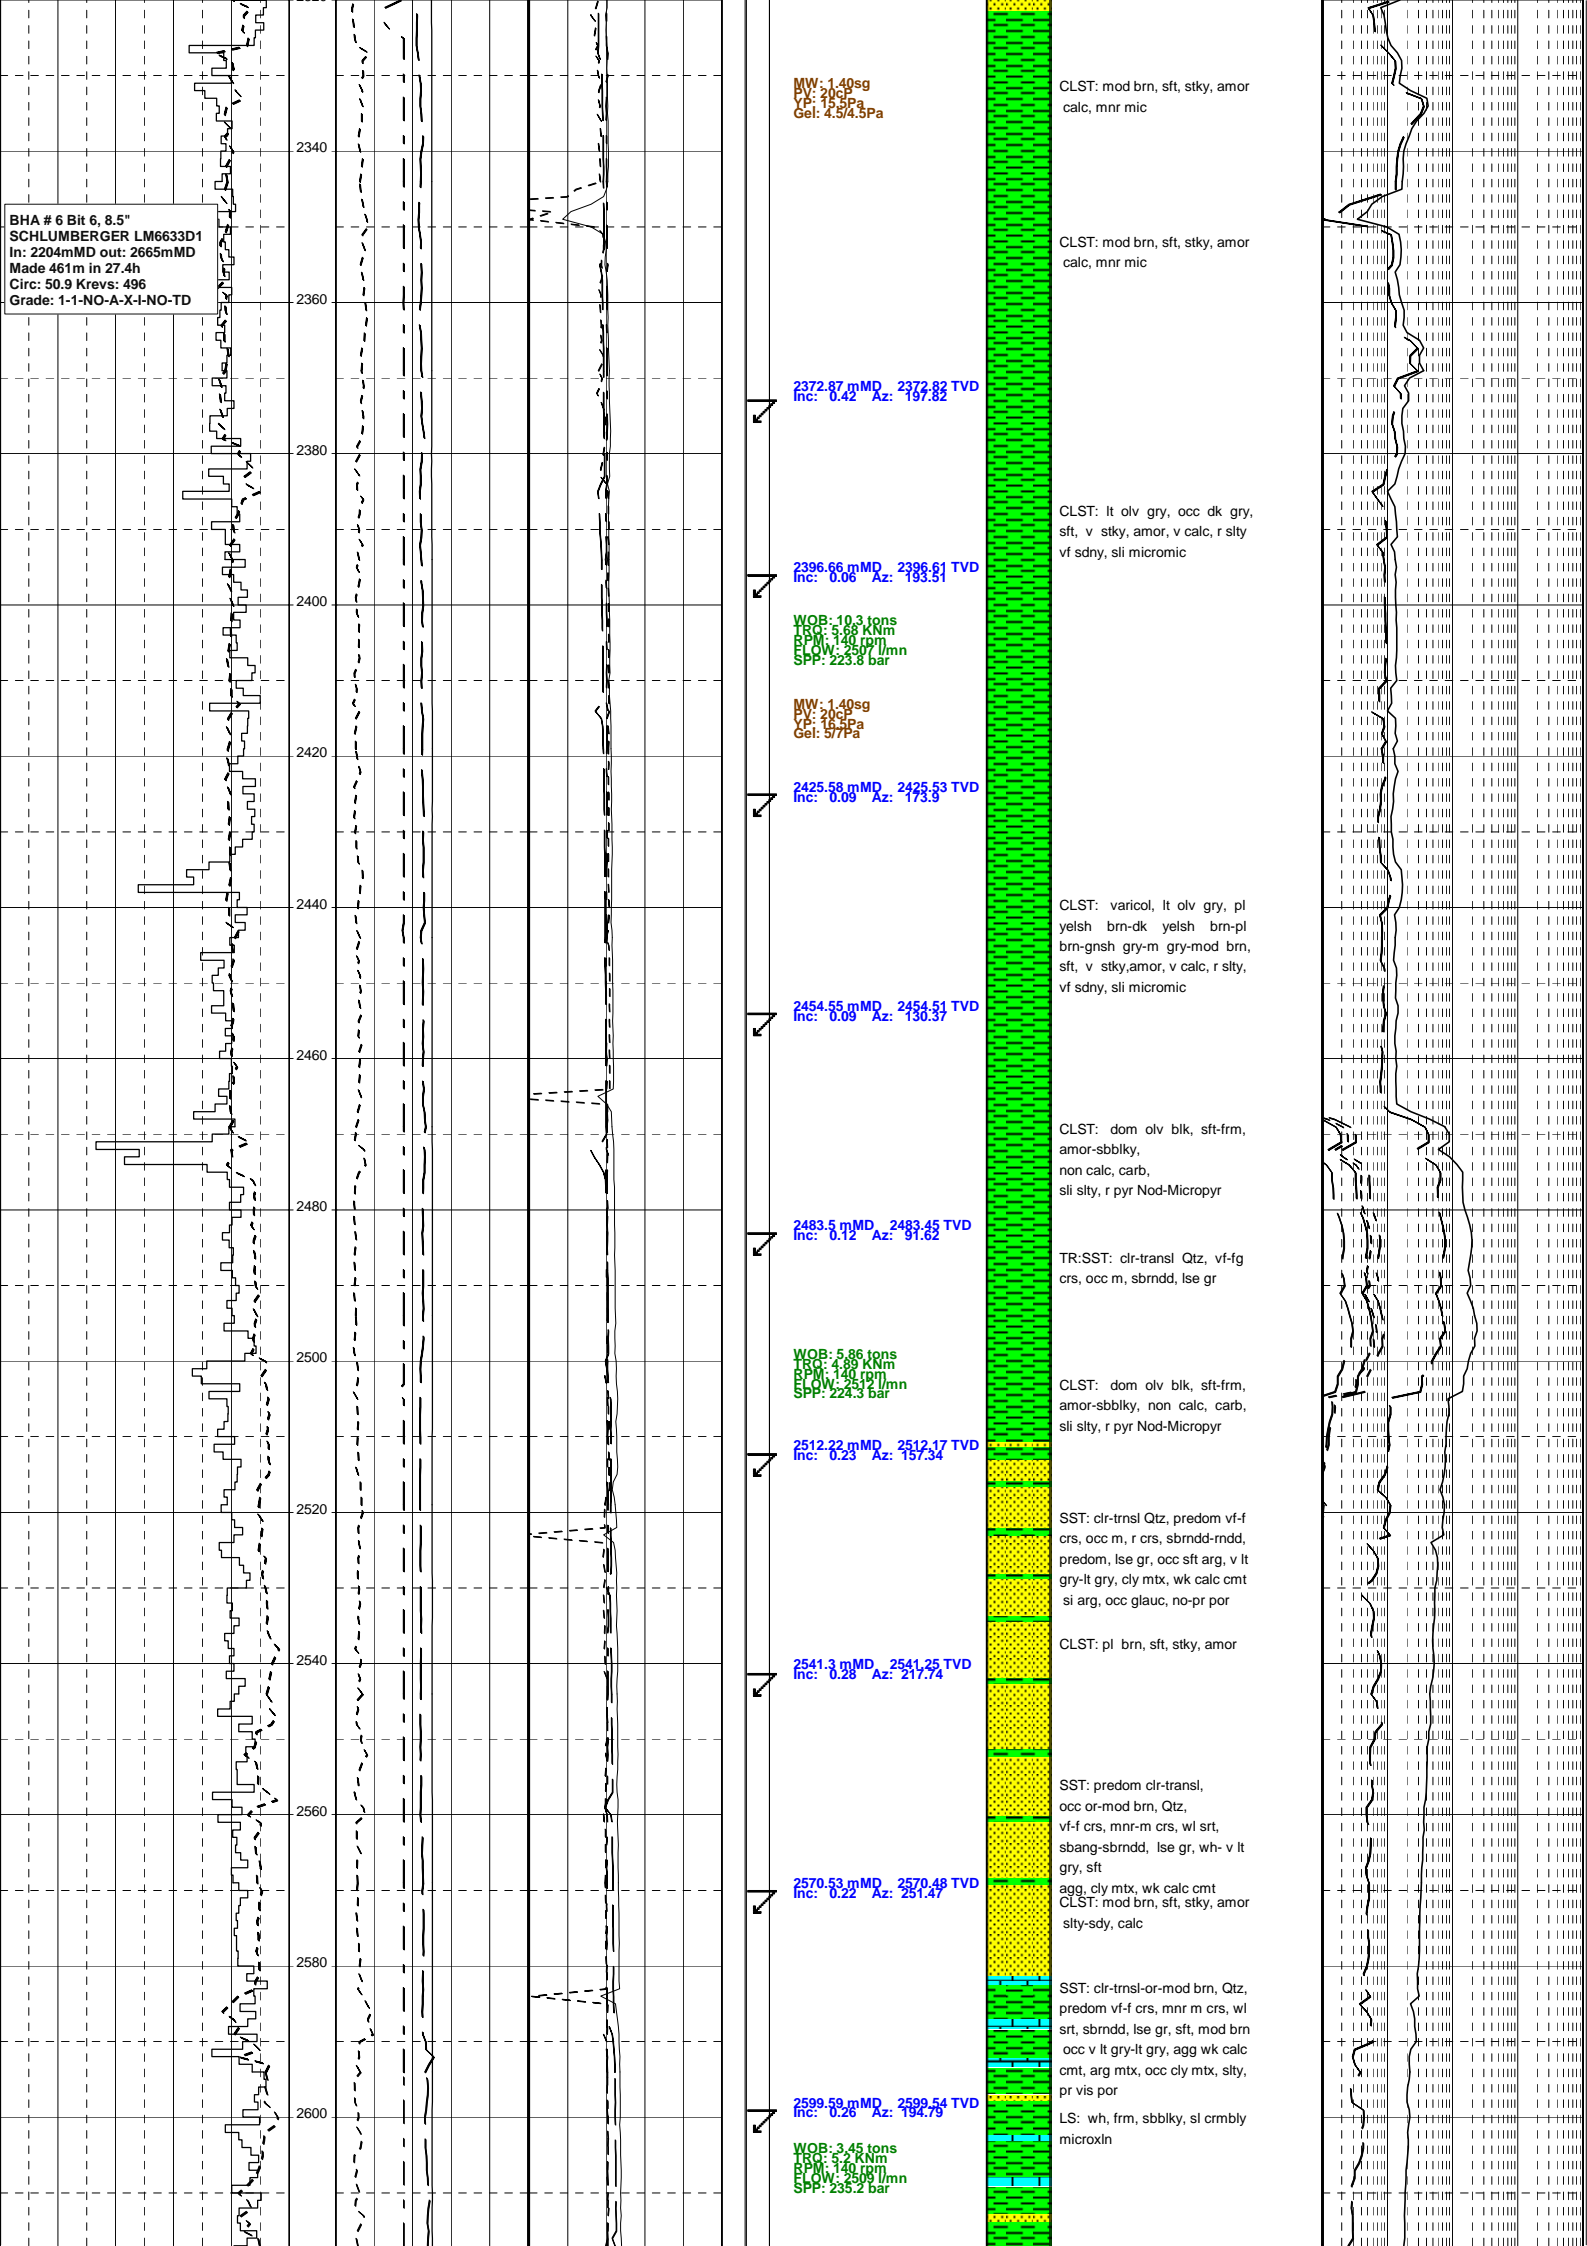 BHA # 6 Bit 6, 8.5"
SCHLUMBERGER LM6633D1
In: 2204mMD out: 2665mMD
Made 461m in 27.4h
Circ: 50.9 Krevs: 496
Grade: 1-1-NO-A-X-I-NO-TD
2340
2360
2380
2400
2420
2440
2460
2480
2500
2520
2540
2560
2580
2600
MW: 1.40sg
PV: 20cP
YP: 15.5Pa
Gel: 4.5/4.5Pa
2372.87 mMD 2372.82 TVD
Inc: 0.42 Az: 197.82
2396.66 mMD 2396.61 TVD
Inc: 0.06 Az: 193.51
WOB: 10.3 tons
TRQ: 5.68 KNm
RPM: 140 rpm
FLOW: 2507 l/mn
SPP: 223.8 bar
MW: 1.40sg
PV: 20cP
YP: 16.5Pa
Gel: 5/7Pa
2425.58 mMD 2425.53 TVD
Inc: 0.09 Az: 173.9
2454.55 mMD 2454.51 TVD
Inc: 0.09 Az: 130.37
2483.5 mMD 2483.45 TVD
Inc: 0.12 Az: 91.62
WOB: 5.86 tons
TRQ: 4.89 KNm
RPM: 140 rpm
FLOW: 2512 l/mn
SPP: 224.3 bar
2512.22 mMD 2512.17 TVD
Inc: 0.23 Az: 157.34
2541.3 mMD 2541.25 TVD
Inc: 0.28 Az: 217.74
2570.53 mMD 2570.48 TVD
Inc: 0.22 Az: 251.47
2599.59 mMD 2599.54 TVD
Inc: 0.26 Az: 194.79
WOB: 3.45 tons
TRQ: 5.2 KNm
RPM: 140 rpm
FLOW: 2509 l/mn
SPP: 235.2 bar
CLST: mod brn, sft, stky, amor
calc, mnr mic
CLST: mod brn, sft, stky, amor
calc, mnr mic
CLST: lt olv gry, occ dk gry,
sft, v stky, amor, v calc, r slty
vf sdny, sli micromic
CLST: varicol, lt olv gry, pl
yelsh brn-dk yelsh brn-pl
brn-gnsh gry-m gry-mod brn,
sft, v stky,amor, v calc, r slty,
vf sdny, sli micromic
CLST: dom olv blk, sft-frm,
amor-sbblky,
non calc, carb,
sli slty, r pyr Nod-Micropyr
TR:SST: clr-transl Qtz, vf-fg
crs, occ m, sbrndd, lse gr
CLST: dom olv blk, sft-frm,
amor-sbblky, non calc, carb,
sli slty, r pyr Nod-Micropyr
SST: clr-trnsl Qtz, predom vf-f
crs, occ m, r crs, sbrndd-rndd,
predom, lse gr, occ sft arg, v lt
gry-lt gry, cly mtx, wk calc cmt
si arg, occ glauc, no-pr por
CLST: pl brn, sft, stky, amor
SST: predom clr-transl,
occ or-mod brn, Qtz,
vf-f crs, mnr-m crs, wl srt,
sbang-sbrndd, lse gr, wh- v lt
gry, sft
agg, cly mtx, wk calc cmt
CLST: mod brn, sft, stky, amor
slty-sdy, calc
SST: clr-trnsl-or-mod brn, Qtz,
predom vf-f crs, mnr m crs, wl
srt, sbrndd, lse gr, sft, mod brn
occ v lt gry-lt gry, agg wk calc
cmt, arg mtx, occ cly mtx, slty,
pr vis por
LS: wh, frm, sbblky, sl crmbly
microxln